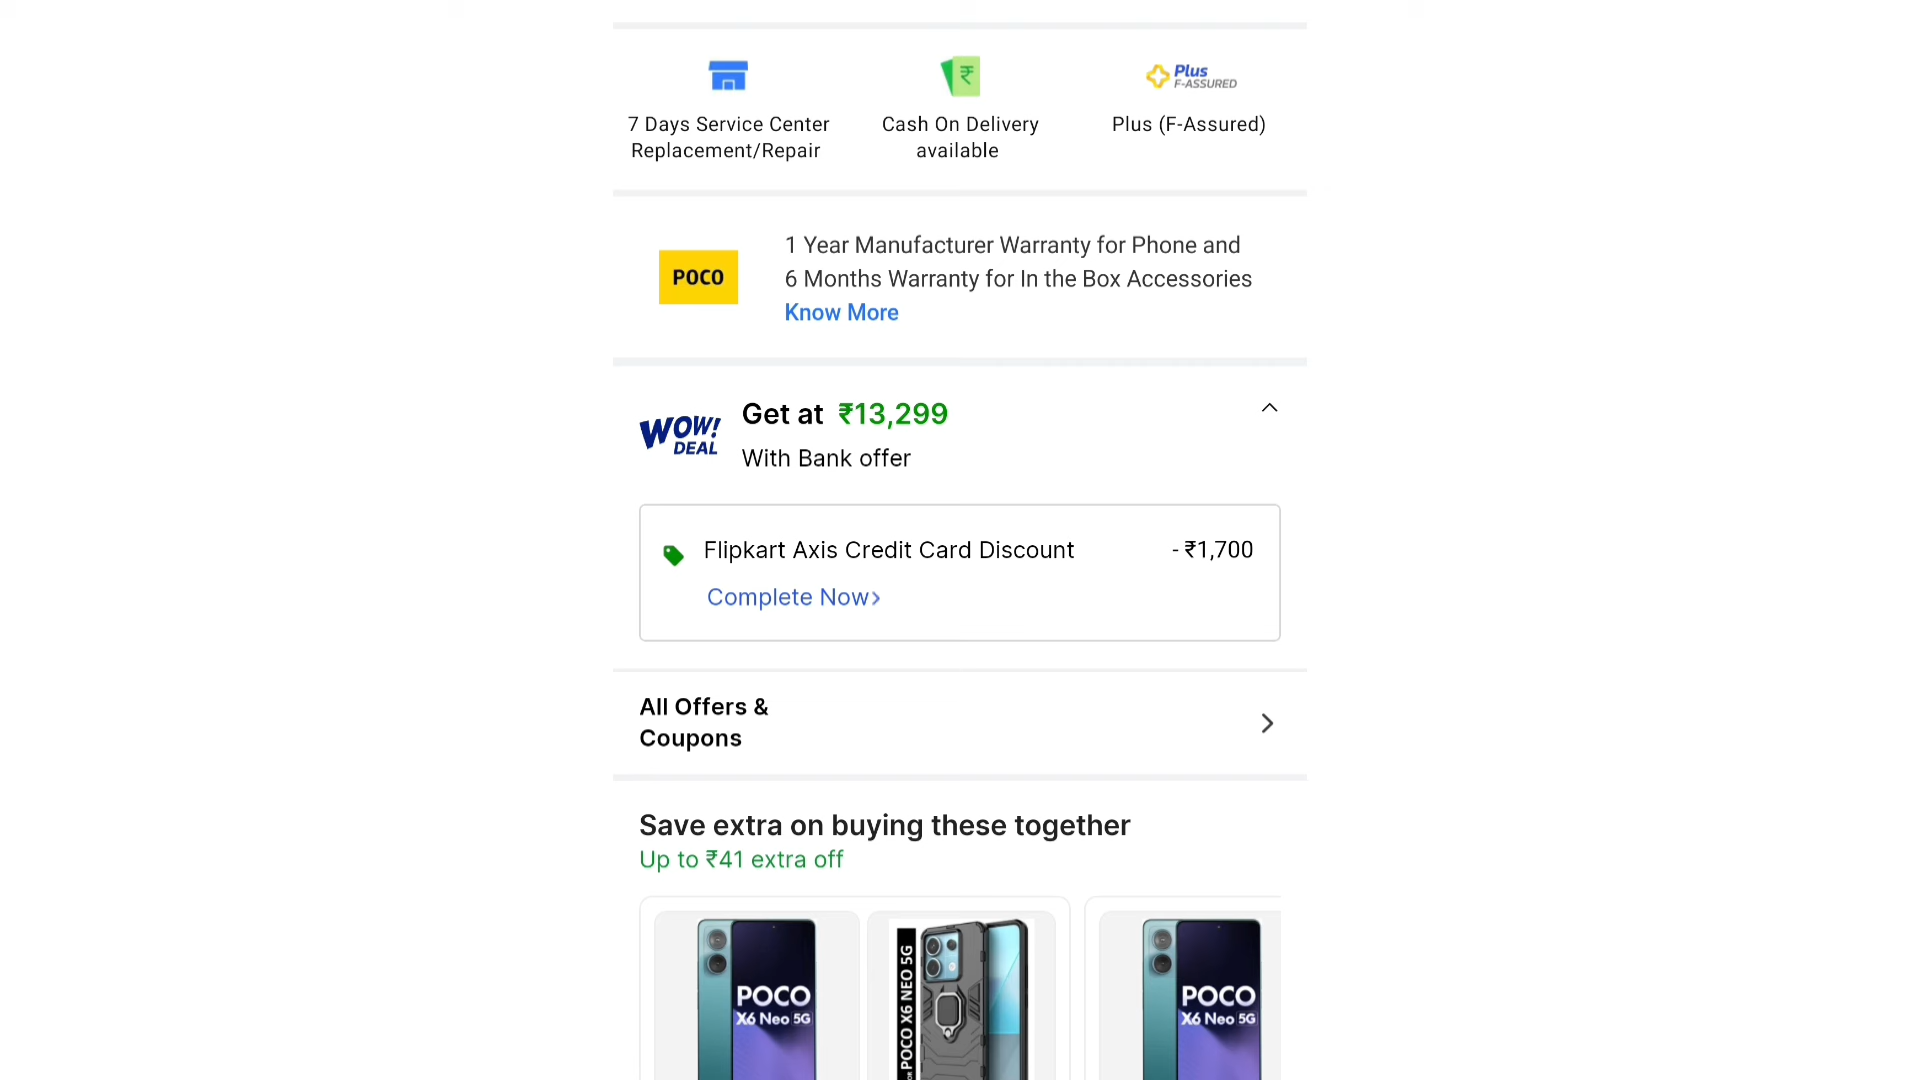 Plus
F-ASSURED
7 Days Service Center
Replacement/Repair
Cash On Delivery
available
Plus (F-Assured)
POCO
1 Year Manufacturer Warranty for Phone and
6 Months Warranty for In the Box Accessories
Know More
WOW!
DEAL
Get at ₹13,299
With Bank offer
Flipkart Axis Credit Card Discount - ₹1,700
Complete Now
All Offers &
Coupons
Save extra on buying these together
Up to ₹41 extra off
POCO
X6 Neo 5G
POCO X6 NEO 5G
POCO
X6 Neo 5G